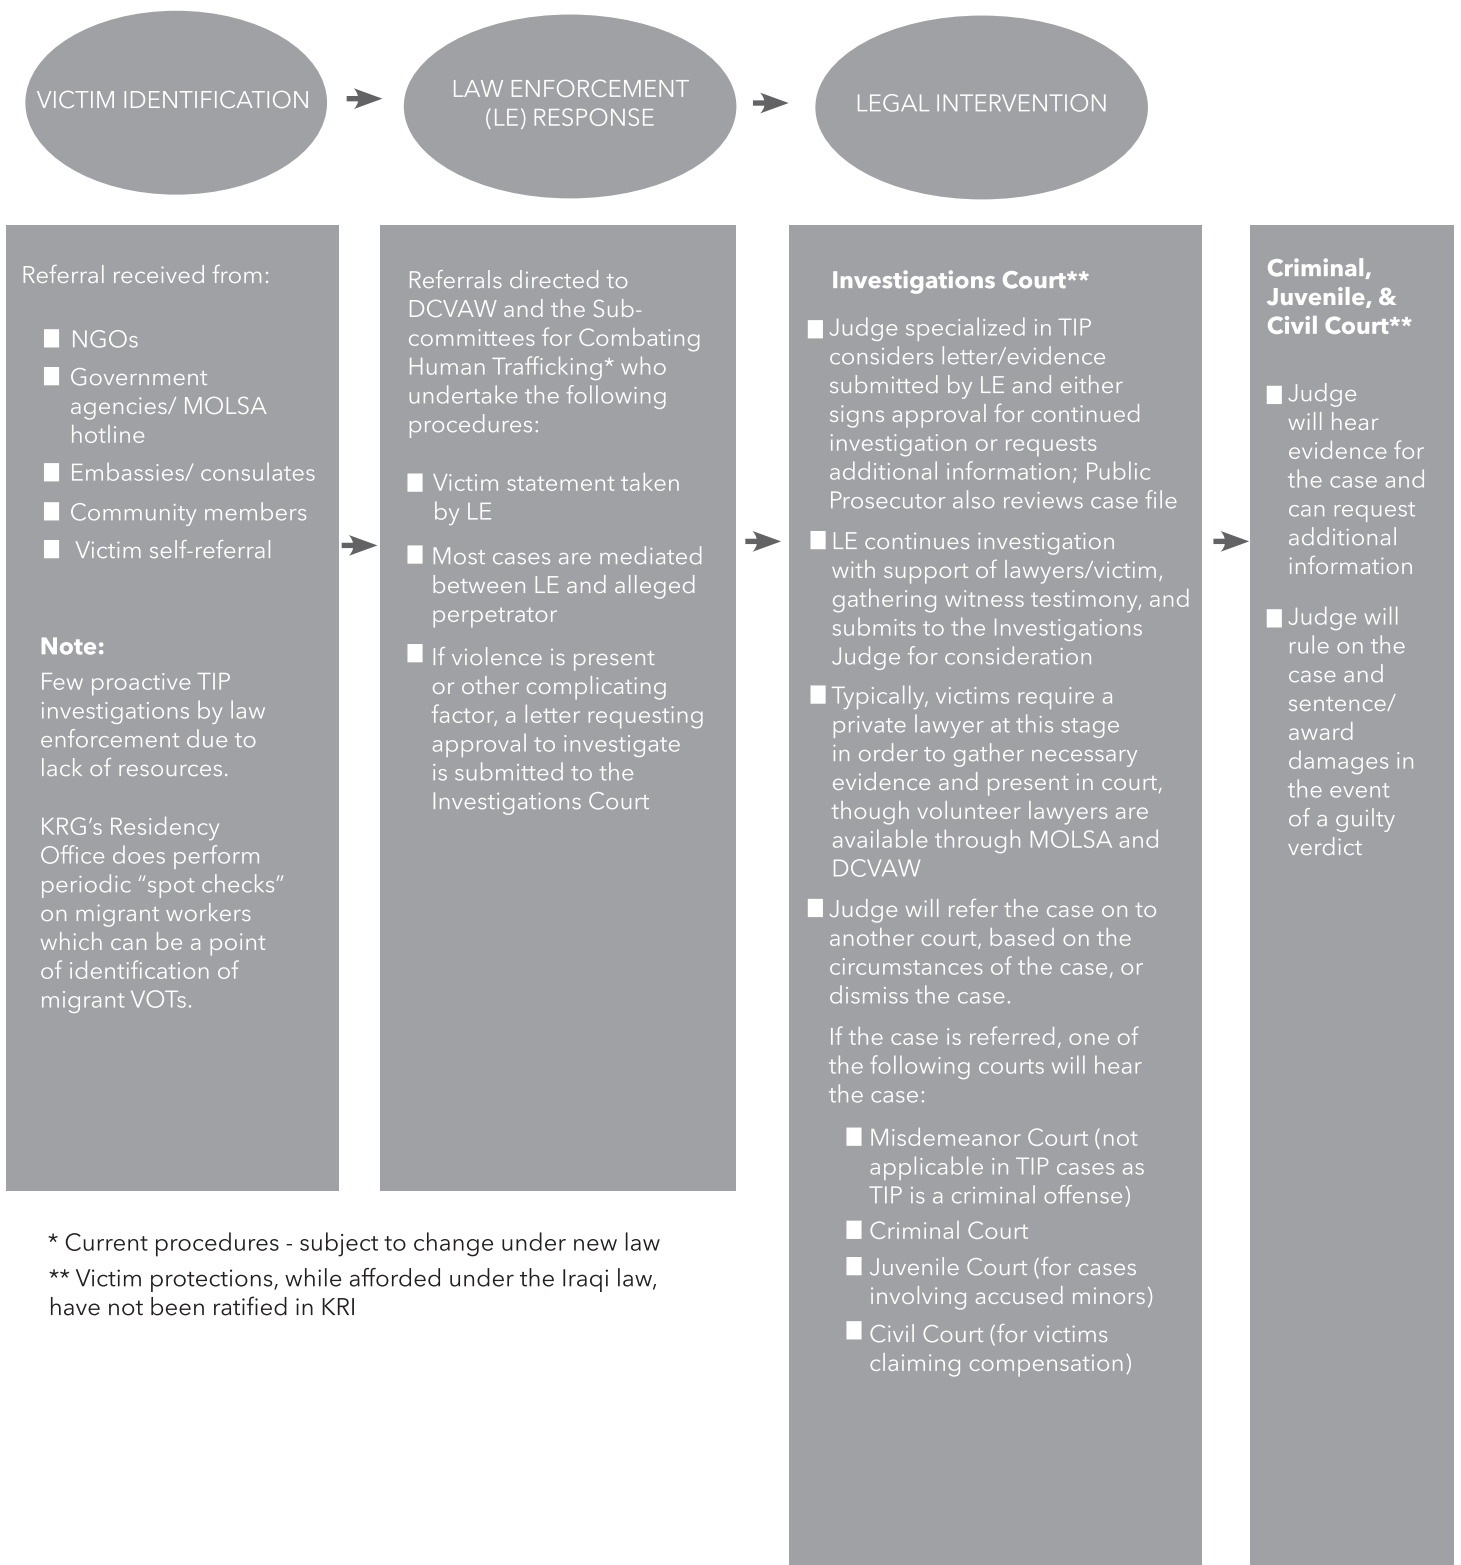 VICTIM IDENTIFICATION
LAW ENFORCEMENT
(LE) RESPONSE
LEGAL INTERVENTION
Referral received from:
NGOs
Government
agencies/ MOLSA
hotline
Embassies/ consulates
Community members
Victim self-referral
Note:
Few proactive TIP
investigations by law
enforcement due to
lack of resources.
KRG’s Residency
Office does perform
periodic “spot checks”
on migrant workers
which can be a point
of identification of
migrant VOTs.
Referrals directed to
DCVAW and the Sub-
committees for Combating
Human Trafficking* who
undertake the following
procedures:
Victim statement taken
by LE
Most cases are mediated
between LE and alleged
perpetrator
If violence is present
or other complicating
factor, a letter requesting
approval to investigate
is submitted to the
Investigations Court
Investigations Court**
Judge specialized in TIP
considers letter/evidence
submitted by LE and either
signs approval for continued
investigation or requests
additional information; Public
Prosecutor also reviews case file
LE continues investigation
with support of lawyers/victim,
gathering witness testimony, and
submits to the Investigations
Judge for consideration
Typically, victims require a
private lawyer at this stage
in order to gather necessary
evidence and present in court,
though volunteer lawyers are
available through MOLSA and
DCVAW
Judge will refer the case on to
another court, based on the
circumstances of the case, or
dismiss the case.
If the case is referred, one of
the following courts will hear
the case:
Misdemeanor Court (not
applicable in TIP cases as
TIP is a criminal offense)
Criminal Court
Juvenile Court (for cases
involving accused minors)
Civil Court (for victims
claiming compensation)
Criminal,
Juvenile, &
Civil Court**
Judge
will hear
evidence for
the case and
can request
additional
information
Judge will
rule on the
case and
sentence/
award
damages in
the event
of a guilty
verdict
* Current procedures - subject to change under new law
** Victim protections, while afforded under the Iraqi law,
have not been ratified in KRI